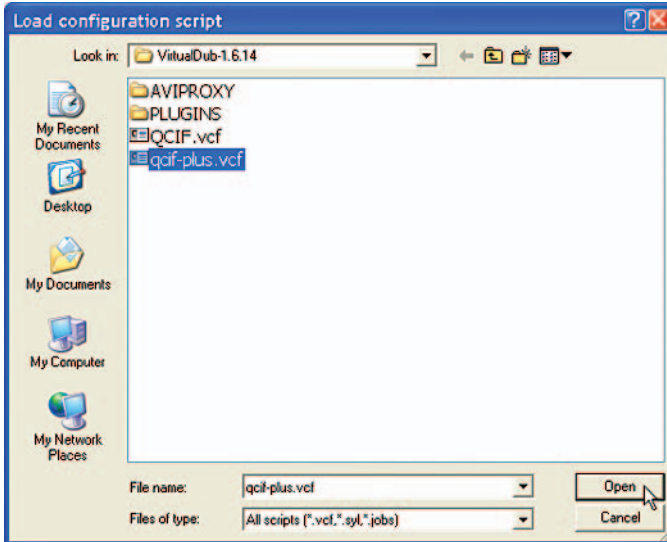 Load configuration script
Look in: VirtualDub-1.6.14
My Recent
Documents
Desktop
My Documents
My Computer
My Network
Places
AVIPROXY
PLUGINS
QCIF.vcf
qcif-plus.vcf
File name: qcif-plus.vcf Open
Files of type: All scripts (*.vcf,*.syl,*.jobs) Cancel